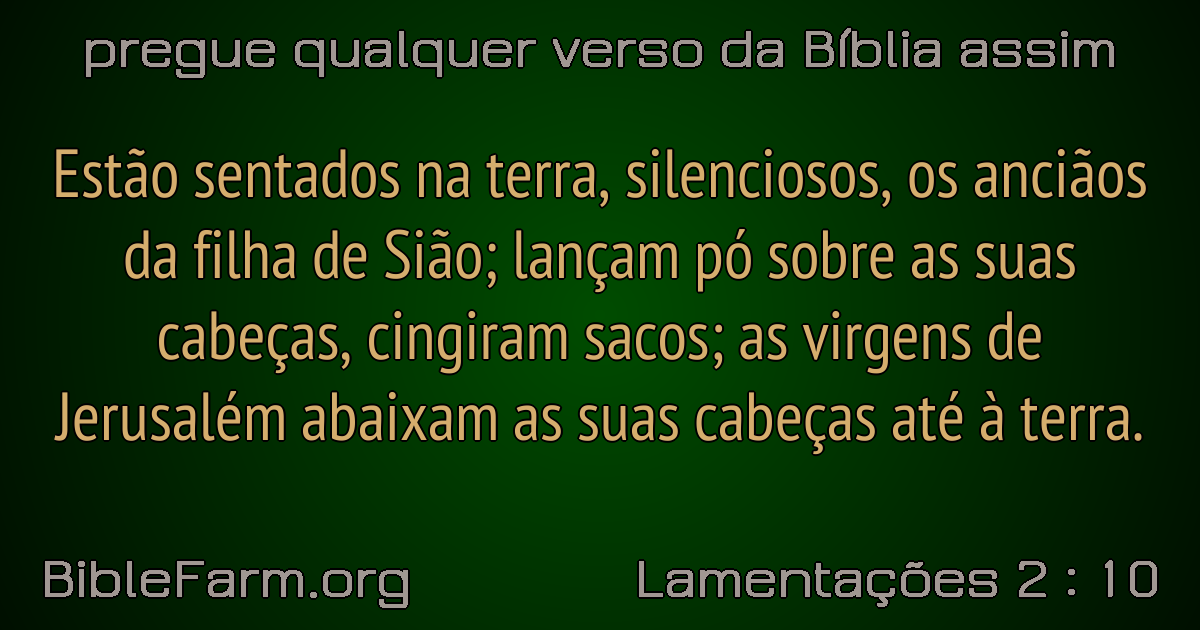 pregue qualquer verso da Bíblia assim
Estão sentados na terra, silenciosos, os anciãos
da filha de Sião; lançam pó sobre as suas
cabeças, cingiram sacos; as virgens de
Jerusalém abaixam as suas cabeças até à terra.
BibleFarm.org
Lamentações 2 : 10